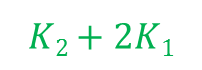 K₂ + 2K₁